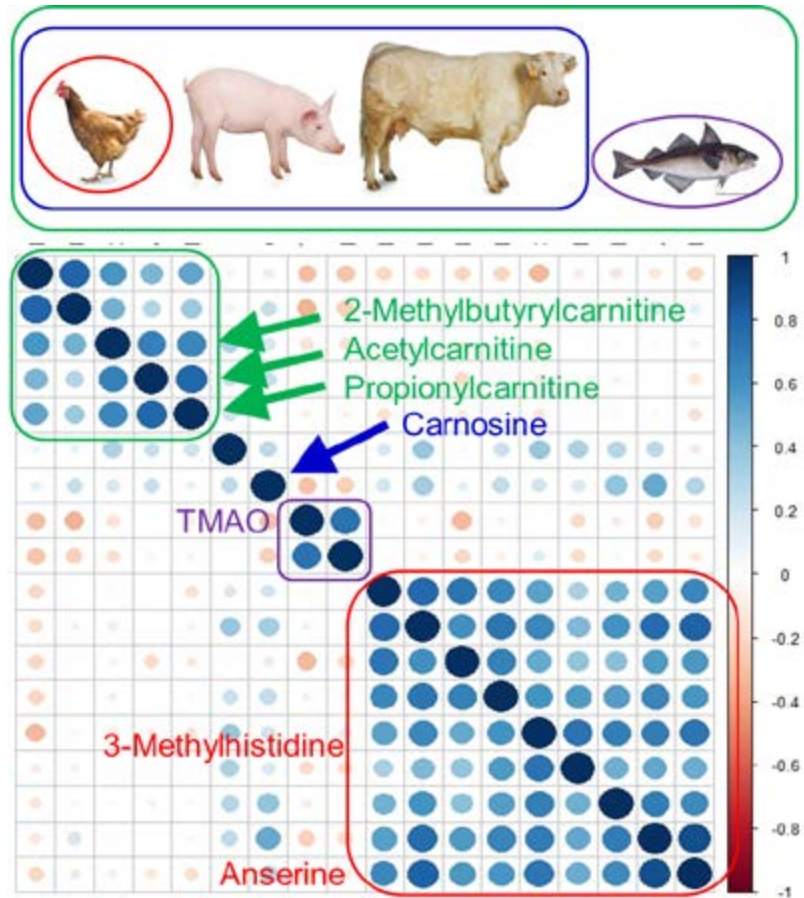 1
0.8
2-Methylbutyrylcarnitine
Acetylcarnitine
0.6
Propionylcarnitine
Carnosine
0.4
0.2
TMAO
0
-0.2
-0.4
3-Methylhistidine
-0.6
-0.8
Anserine
-1